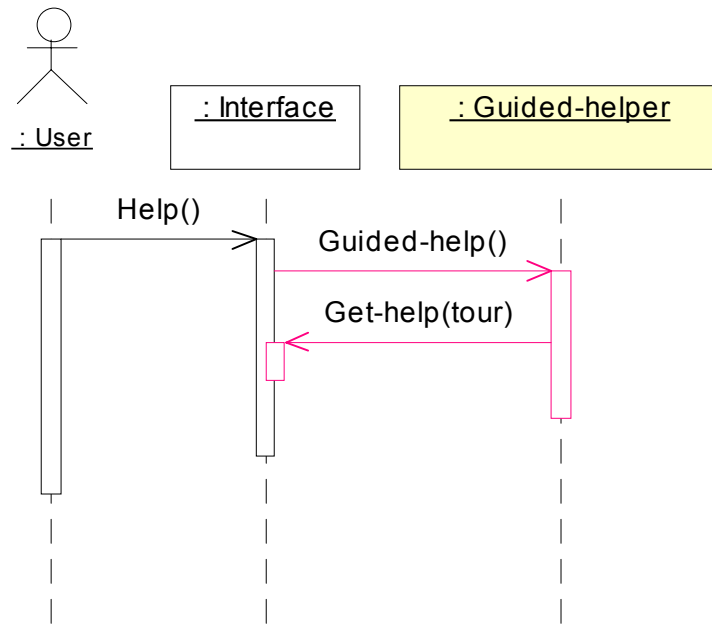 : User
: Interface
: Guided-helper
Help()
Guided-help()
Get-help(tour)